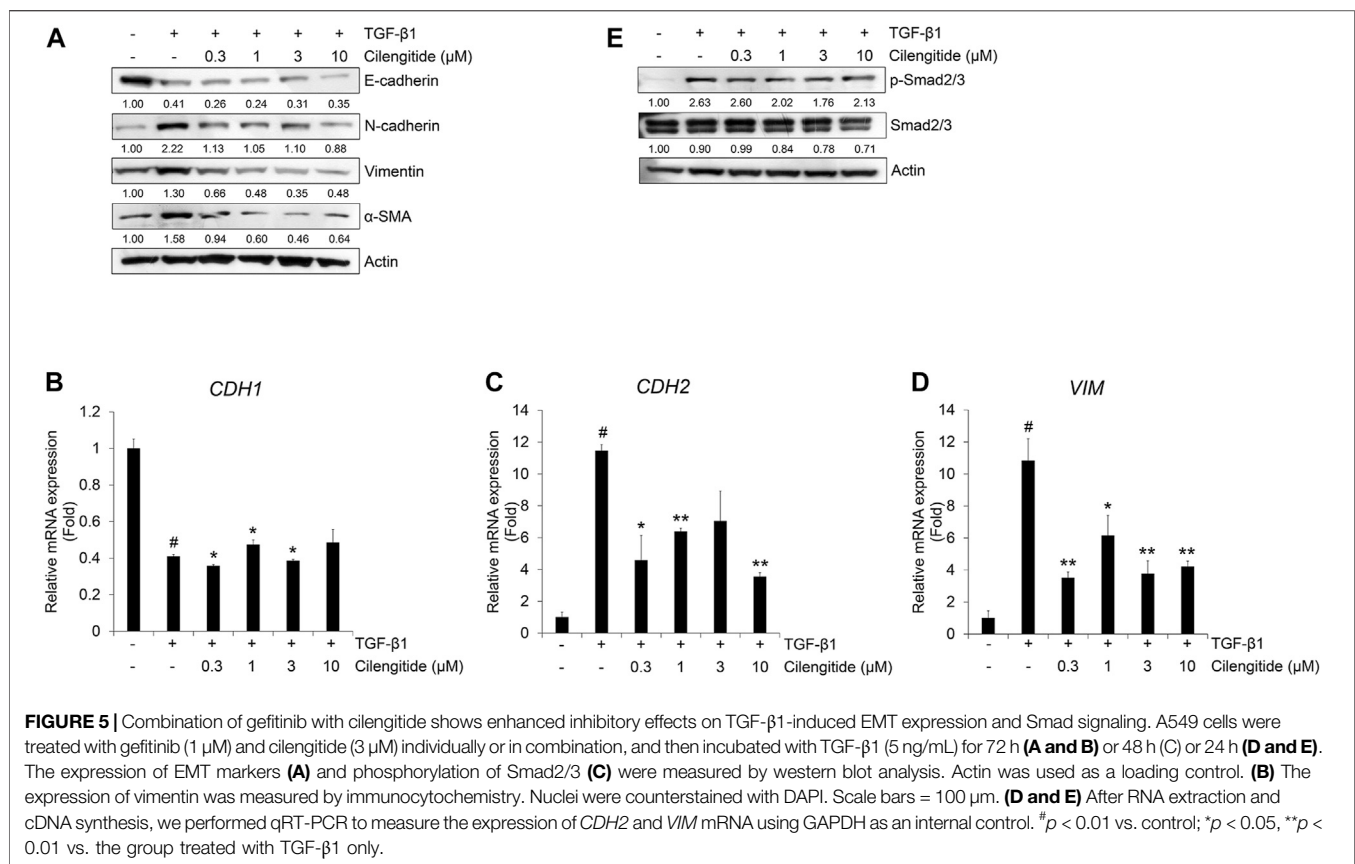 A
- + + + + + TGF-β1
- - 0.3 1 3 10 Cilengitide (µM)
E-cadherin
1.00 0.41 0.26 0.24 0.31 0.35
N-cadherin
1.00 2.22 1.13 1.05 1.10 0.88
Vimentin
1.00 1.30 0.66 0.48 0.35 0.48
α-SMA
1.00 1.58 0.94 0.60 0.46 0.64
Actin
E
- + + + + + TGF-β1
- - 0.3 1 3 10 Cilengitide (µM)
p-Smad2/3
1.00 2.63 2.60 2.02 1.76 2.13
Smad2/3
1.00 0.90 0.99 0.84 0.78 0.71
Actin
B
CDH1
Relative mRNA expression
(Fold)
1.2
1
0.8
0.6
0.4
0.2
0
# * * *
- + + + + + TGF-β1
- - 0.3 1 3 10 Cilengitide (µM)
C
CDH2
Relative mRNA expression
(Fold)
14
12
10
8
6
4
2
0
# * ** **
- + + + + + TGF-β1
- - 0.3 1 3 10 Cilengitide (µM)
D
VIM
Relative mRNA expression
(Fold)
14
12
10
8
6
4
2
0
# ** * ** **
- + + + + + TGF-β1
- - 0.3 1 3 10 Cilengitide (µM)
FIGURE 5 | Combination of gefitinib with cilengitide shows enhanced inhibitory effects on TGF-β1-induced EMT expression and Smad signaling. A549 cells were
treated with gefitinib (1 µM) and cilengitide (3 µM) individually or in combination, and then incubated with TGF-β1 (5 ng/mL) for 72 h (A and B) or 48 h (C) or 24 h (D and E).
The expression of EMT markers (A) and phosphorylation of Smad2/3 (C) were measured by western blot analysis. Actin was used as a loading control. (B) The
expression of vimentin was measured by immunocytochemistry. Nuclei were counterstained with DAPI. Scale bars = 100 µm. (D and E) After RNA extraction and
cDNA synthesis, we performed qRT-PCR to measure the expression of CDH2 and VIM mRNA using GAPDH as an internal control. #p < 0.01 vs. control; *p < 0.05, **p <
0.01 vs. the group treated with TGF-β1 only.